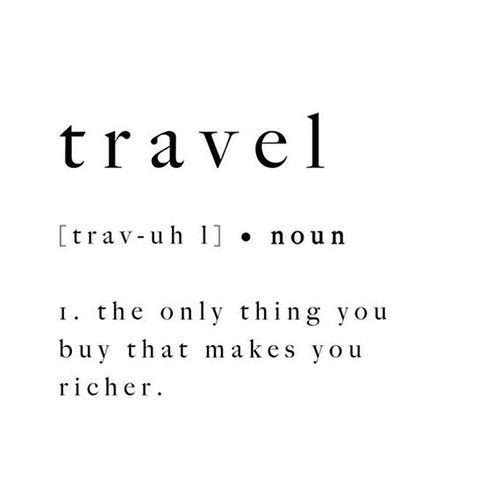 travel
[trav-uh l] • noun
1. the only thing you
buy that makes you
richer.